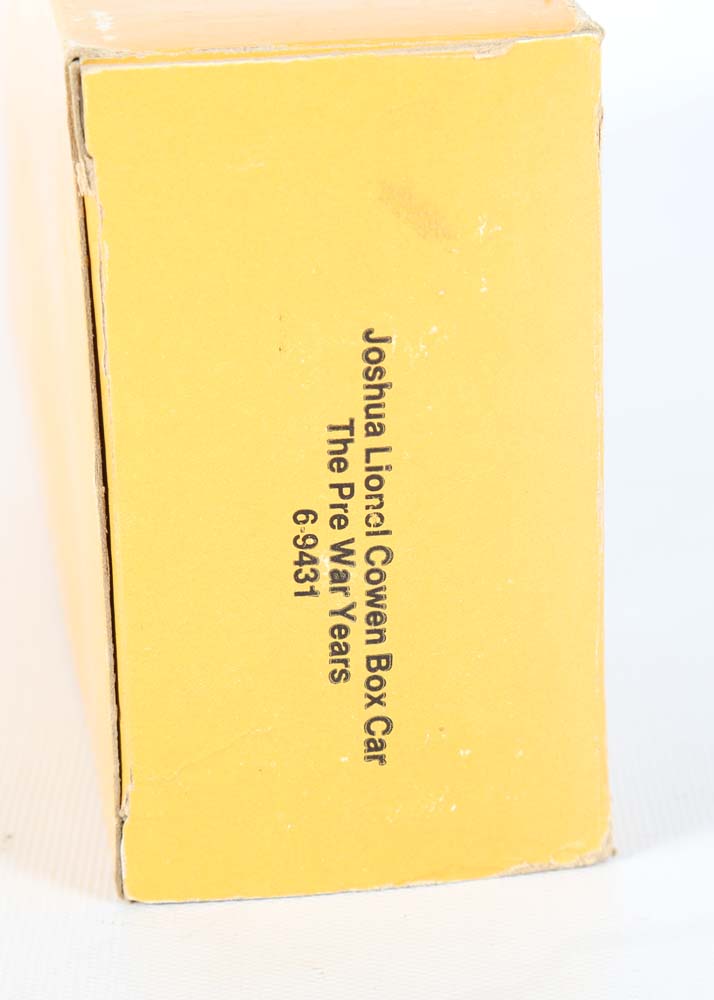 Joshua Lionel Cowen Box Car
The Pre War Years
6-9431